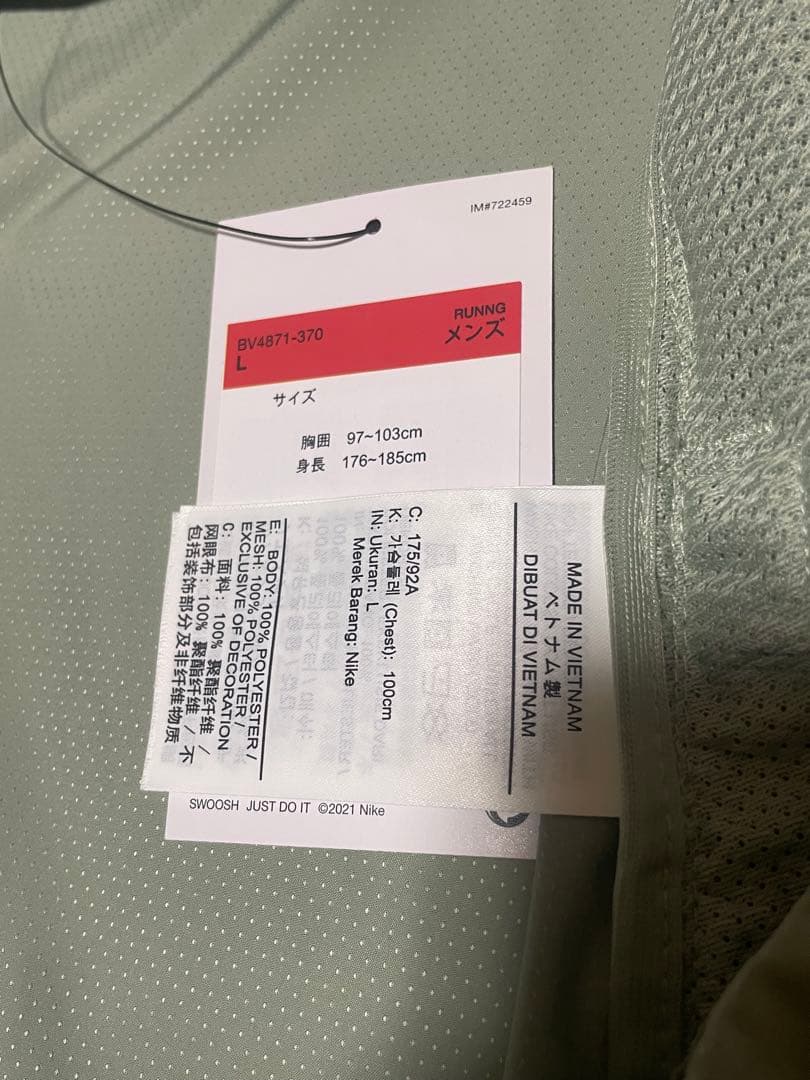 IM#722459
BV4871-370
RUNNG
L
メンズ
サイズ
胸囲 97~103cm
身長 176~185cm
MADE IN VIETNAM
ベトナム製
DIBUAT DI VIETNAM
C: 175/92A
K: 가슴둘레 (Chest): 100cm
IN: Ukuran: L
Merek Barang: Nike
E: BODY: 100% POLYESTER /
MESH: 100% POLYESTER /
EXCLUSIVE OF DECORATION
C: 面料: 100% 聚酯纤维 /
网眼布: 100% 聚酯纤维 / 不
包括装饰部分及非纤维物质
SWOOSH JUST DO IT ©2021 Nike